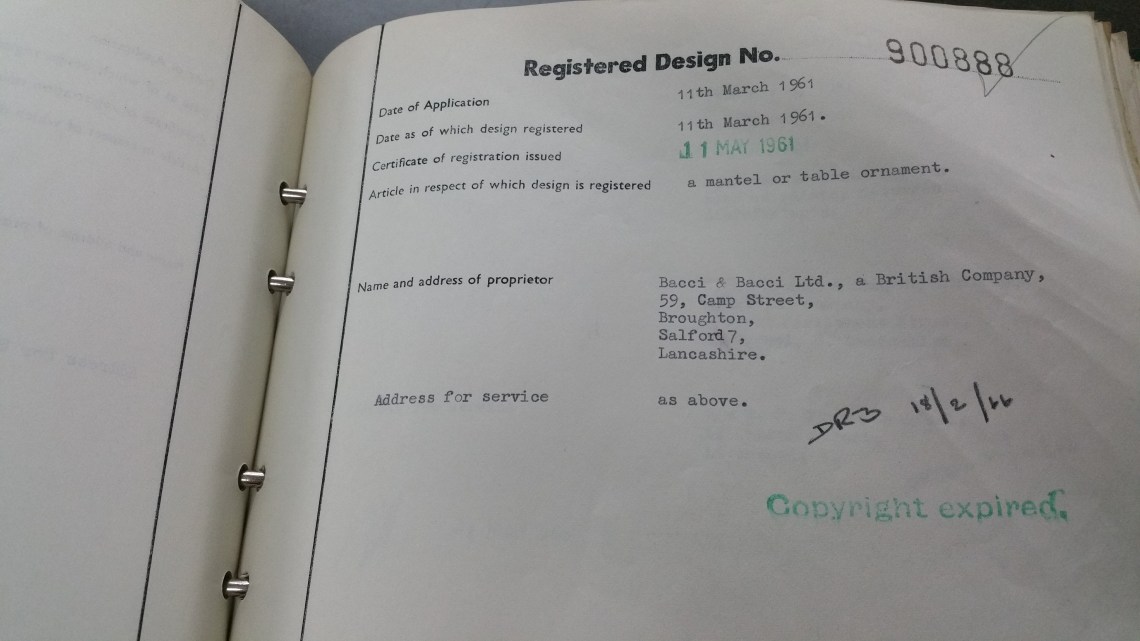 Registered Design No. 900888
Date of Application 11th March 1961
Date as of which design registered 11th March 1961.
Certificate of registration issued 11 MAY 1961
Article in respect of which design is registered a mantel or table ornament.
Name and address of proprietor Bacci & Bacci Ltd., a British Company,
59, Camp Street,
Broughton,
Salford 7,
Lancashire.
Address for service as above.
18/2/66
Copyright expired.